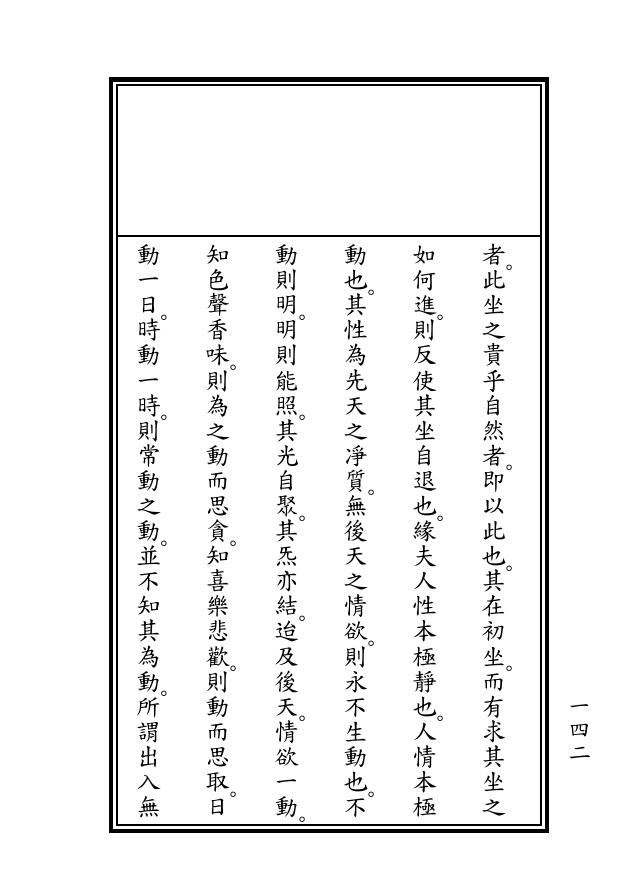 者。此坐之貴乎自然者。即以此也。其在初坐。而有求其坐之
如何進。則反使其坐自退也。緣夫人性本極靜也。人情本極
動也。其性為先天之凈質。無後天之情欲。則永不生動也。不
動則明。明則能照。其光自聚。其炁亦結。迨及後天。情欲一動。
知色聲香味。則為之動而思貪。知喜樂悲歡。則動而思取。日
動一日。時動一時。則常動之動。並不知其為動。所謂出入無
一四二